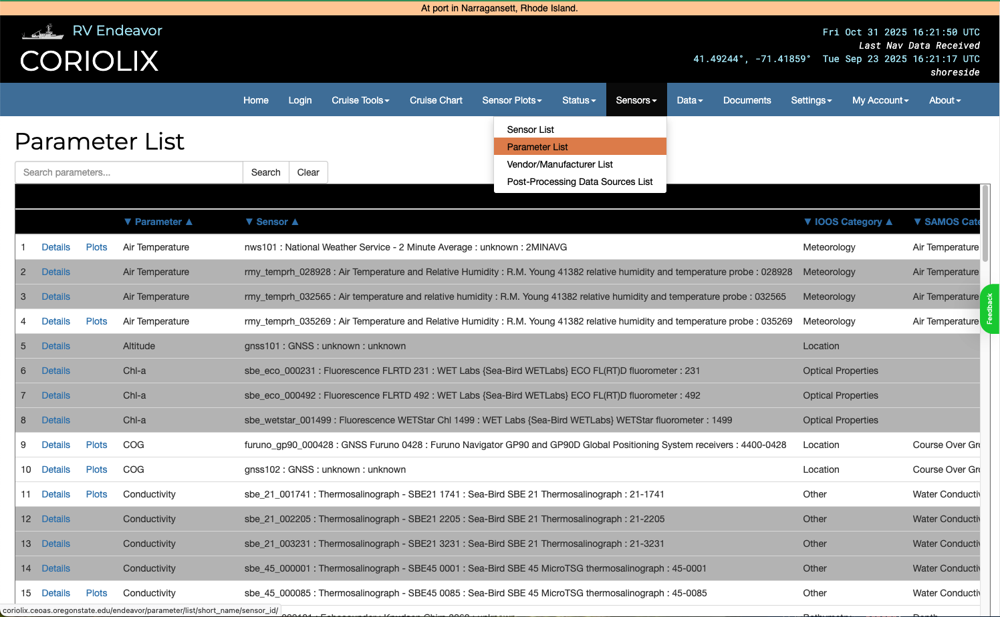 At port in Narragansett, Rhode Island.
RV Endeavor
CORIOLIX
Fri Oct 31 2025 16:21:50 UTC
Last Nav Data Received
41.49244°, -71.41859° Tue Sep 23 2025 16:21:17 UTC
shoreside
Home Login Cruise Tools Cruise Chart Sensor Plots Status Sensors Data Documents Settings My Account About
Sensor List
Parameter List
Vendor/Manufacturer List
Post-Processing Data Sources List
Parameter List
Search parameters... Search Clear
▼ Parameter ▲ ▼ Sensor ▲ ▼ IOOS Category ▲ ▼ SAMOS Cate
1 Details Plots Air Temperature nws101 : National Weather Service - 2 Minute Average : unknown : 2MINAVG Meteorology Air Temperature
2 Details Air Temperature rmy_temprh_028928 : Air Temperature and Relative Humidity : R.M. Young 41382 relative humidity and temperature probe : 028928 Meteorology Air Temperature
3 Details Air Temperature rmy_temprh_032565 : Air temperature and relative humidity : R.M. Young 41382 relative humidity and temperature probe : 032565 Meteorology Air Temperature
4 Details Plots Air Temperature rmy_temprh_035269 : Air Temperature and Relative Humidity : R.M. Young 41382 relative humidity and temperature probe : 035269 Meteorology Air Temperature
5 Details Altitude gnss101 : GNSS : unknown : unknown Location
6 Details Chl-a sbe_eco_000231 : Fluorescence FLRTD 231 : WET Labs {Sea-Bird WETLabs} ECO FL(RT)D fluorometer : 231 Optical Properties
7 Details Chl-a sbe_eco_000492 : Fluorescence FLRTD 492 : WET Labs {Sea-Bird WETLabs} ECO FL(RT)D fluorometer : 492 Optical Properties
8 Details Chl-a sbe_wetstar_001499 : Fluorescence WETStar Chl 1499 : WET Labs {Sea-Bird WETLabs} WETStar fluorometer : 1499 Optical Properties
9 Details Plots COG furuno_gp90_000428 : GNSS Furuno 0428 : Furuno Navigator GP90 and GP90D Global Positioning System receivers : 4400-0428 Location Course Over Gro
10 Details Plots COG gnss102 : GNSS : unknown : unknown Location Course Over Gro
11 Details Plots Conductivity sbe_21_001741 : Thermosalinograph - SBE21 1741 : Sea-Bird SBE 21 Thermosalinograph : 21-1741 Other Water Conductiv
12 Details Conductivity sbe_21_002205 : Thermosalinograph - SBE21 2205 : Sea-Bird SBE 21 Thermosalinograph : 21-2205 Other Water Conductiv
13 Details Conductivity sbe_21_003231 : Thermosalinograph - SBE21 3231 : Sea-Bird SBE 21 Thermosalinograph : 21-3231 Other Water Conductiv
14 Details Conductivity sbe_45_000001 : Thermosalinograph - SBE45 0001 : Sea-Bird SBE 45 MicroTSG thermosalinograph : 45-0001 Other Water Conductiv
15 Details Plots Conductivity sbe_45_000085 : Thermosalinograph - SBE45 0085 : Sea-Bird SBE 45 MicroTSG thermosalinograph : 45-0085 Other Water Conductiv
Feedback
coriolix.ceoas.oregonstate.edu/endeavor/parameter/list/short_name/sensor_id/